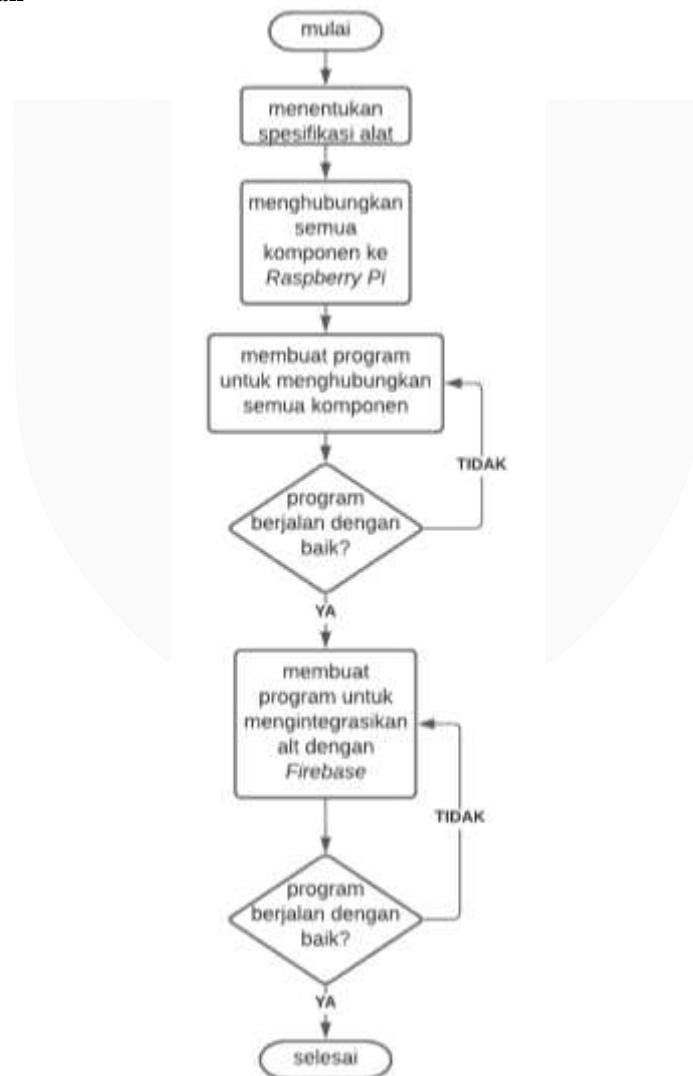 mulai
menentukan
spesifikasi alat
menghubungkan
semua
komponen ke
Raspberry Pi
membuat program
untuk menghubungkan
semua komponen
TIDAK
program
berjalan dengan
baik?
YA
membuat
program untuk
mengintegrasikan
alt dengan
Firebase
TIDAK
program
berjalan dengan
baik?
YA
selesai